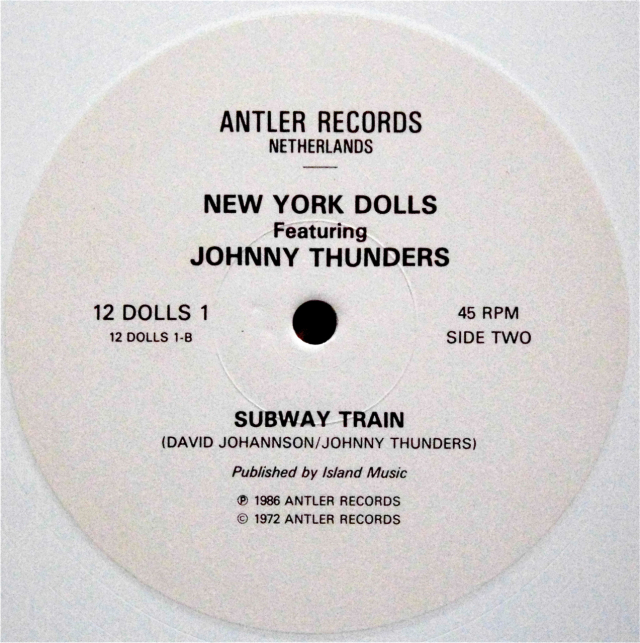 ANTLER RECORDS
NETHERLANDS
NEW YORK DOLLS
Featuring
JOHNNY THUNDERS
12 DOLLS 1
12 DOLLS 1-B
45 RPM
SIDE TWO
SUBWAY TRAIN
(DAVID JOHANNSON/JOHNNY THUNDERS)
Published by Island Music
℗ 1986 ANTLER RECORDS
© 1972 ANTLER RECORDS